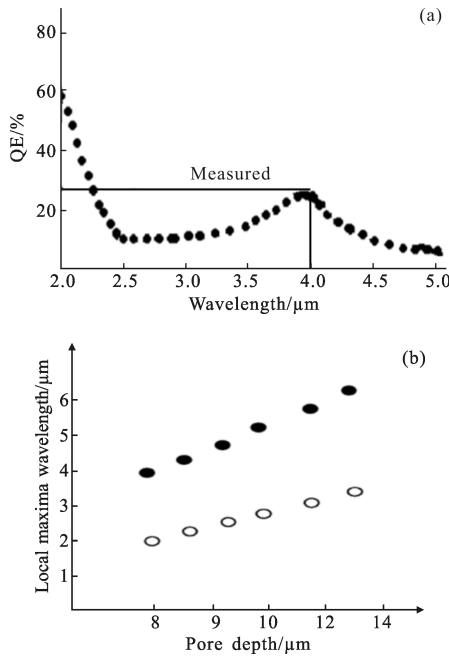 (a)
80
60
40
20
0
QE/%
Measured
2.0 2.5 3.0 3.5 4.0 4.5 5.0
Wavelength/μm
(b)
6
5
4
3
2
1
Local maxima wavelength/μm
8 9 10 12 14
Pore depth/μm